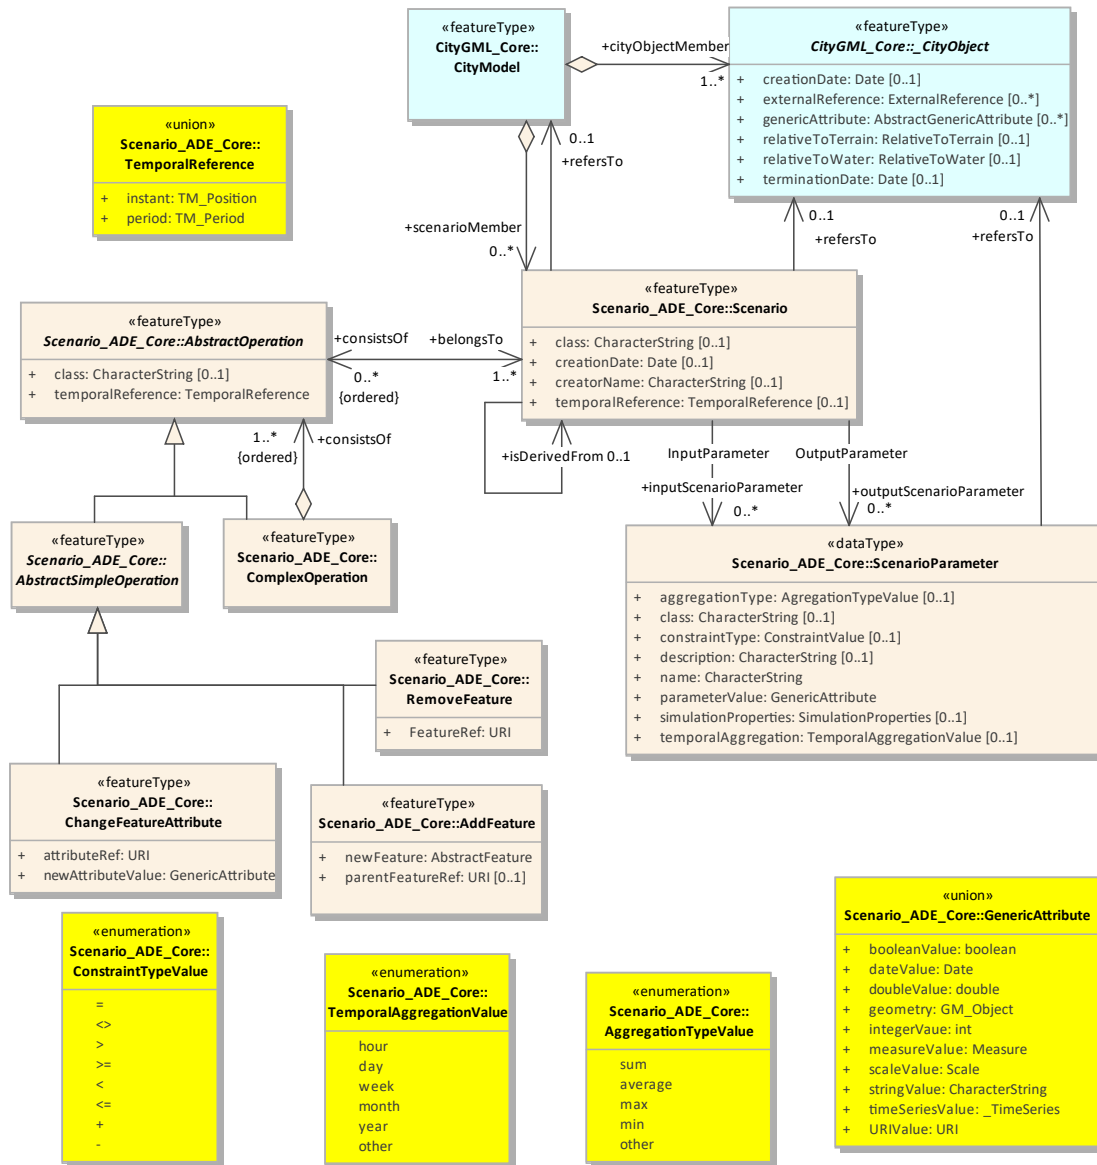 «featureType»
CityGML_Core::
CityModel
+cityObjectMember
1..*
«featureType»
CityGML_Core::_CityObject
+ creationDate: Date [0..1]
+ externalReference: ExternalReference [0..*]
+ genericAttribute: AbstractGenericAttribute [0..*]
+ relativeToTerrain: RelativeToTerrain [0..1]
+ relativeToWater: RelativeToWater [0..1]
+ terminationDate: Date [0..1]
«union»
Scenario_ADE_Core::
TemporalReference
+ instant: TM_Position
+ period: TM_Period
0..1
+refersTo
+scenarioMember
0..*
0..1
+refersTo
0..1
+refersTo
«featureType»
Scenario_ADE_Core::AbstractOperation
+ class: CharacterString [0..1]
+ temporalReference: TemporalReference
+consistsOf
0..*
{ordered}
+belongsTo
1..*
«featureType»
Scenario_ADE_Core::Scenario
+ class: CharacterString [0..1]
+ creationDate: Date [0..1]
+ creatorName: CharacterString [0..1]
+ temporalReference: TemporalReference [0..1]
1..*
{ordered}
+consistsOf
+isDerivedFrom 0..1
InputParameter
+inputScenarioParameter
0..*
OutputParameter
+outputScenarioParameter
0..*
«featureType»
Scenario_ADE_Core::
AbstractSimpleOperation
«featureType»
Scenario_ADE_Core::
ComplexOperation
«dataType»
Scenario_ADE_Core::ScenarioParameter
+ aggregationType: AgregationTypeValue [0..1]
+ class: CharacterString [0..1]
+ constraintType: ConstraintValue [0..1]
+ description: CharacterString [0..1]
+ name: CharacterString
+ parameterValue: GenericAttribute
+ simulationProperties: SimulationProperties [0..1]
+ temporalAggregation: TemporalAggregationValue [0..1]
«featureType»
Scenario_ADE_Core::
RemoveFeature
+ FeatureRef: URI
«featureType»
Scenario_ADE_Core::
ChangeFeatureAttribute
+ attributeRef: URI
+ newAttributeValue: GenericAttribute
«featureType»
Scenario_ADE_Core::AddFeature
+ newFeature: AbstractFeature
+ parentFeatureRef: URI [0..1]
«enumeration»
Scenario_ADE_Core::
ConstraintTypeValue
=
<>
>
>=
<
<=
+
-
«enumeration»
Scenario_ADE_Core::
TemporalAggregationValue
hour
day
week
month
year
other
«enumeration»
Scenario_ADE_Core::
AggregationTypeValue
sum
average
max
min
other
«union»
Scenario_ADE_Core::GenericAttribute
+ booleanValue: boolean
+ dateValue: Date
+ doubleValue: double
+ geometry: GM_Object
+ integerVaue: int
+ measureValue: Measure
+ scaleValue: Scale
+ stringValue: CharacterString
+ timeSeriesValue: _TimeSeries
+ URIValue: URI